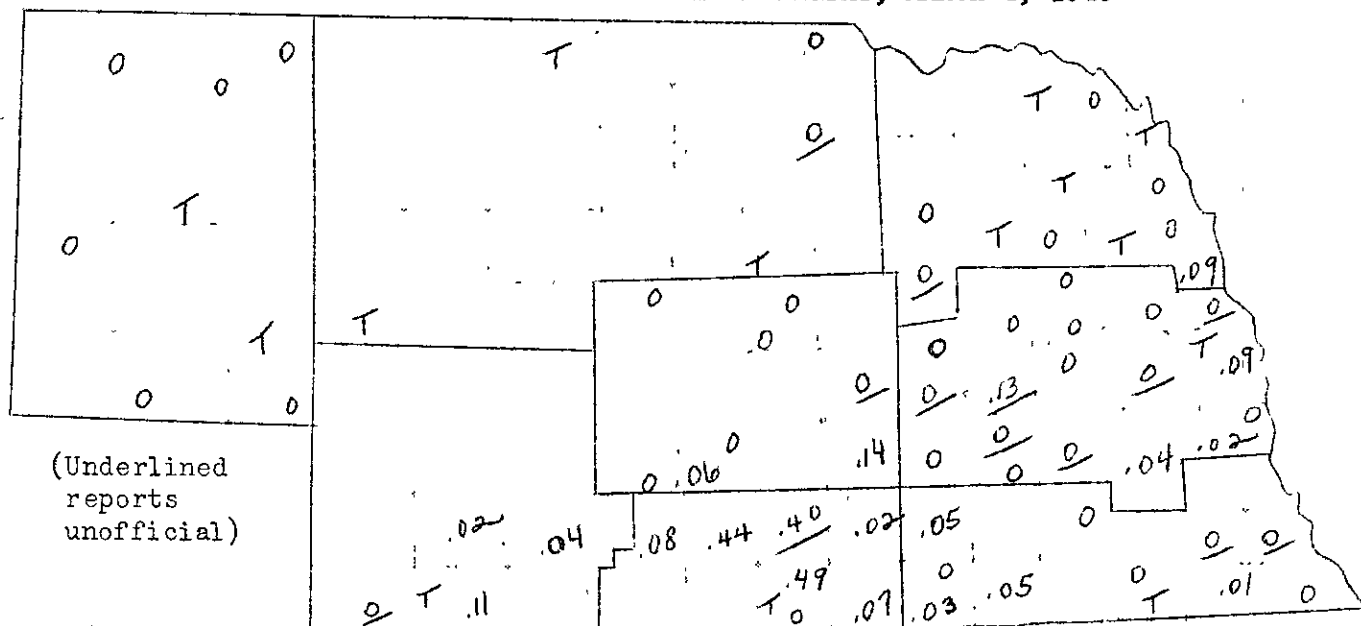 0 0 T 0
0
T 0
0
T
0 T 0
T 0
0 T 0 T 0
T 0 .09
0 0 0 0 0
0 0 T
0 0 .09
0 0 .13 0
0
0 0 .02
0 .06 .14 0 0 0 .04
T T
0 0
(Underlined
reports
unofficial)
.02 .04 .08 .44 .40 .02 .05 0
0 0
.49 0 0
0 T .11 T 0 .07 .03 .05 T .01 0